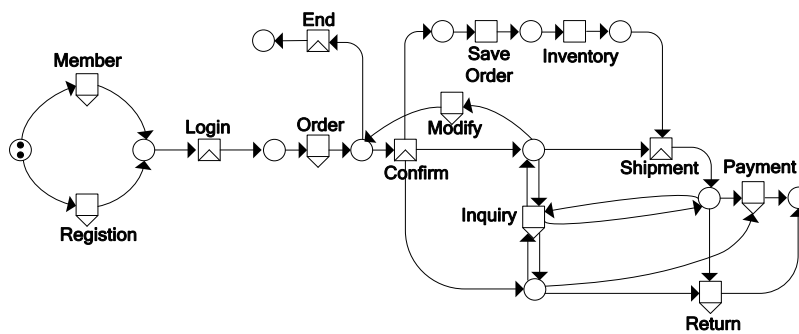 End
Member
Save
Order
Inventory
Login
Order
Modify
Confirm
Shipment
Payment
Inquiry
Registion
Return